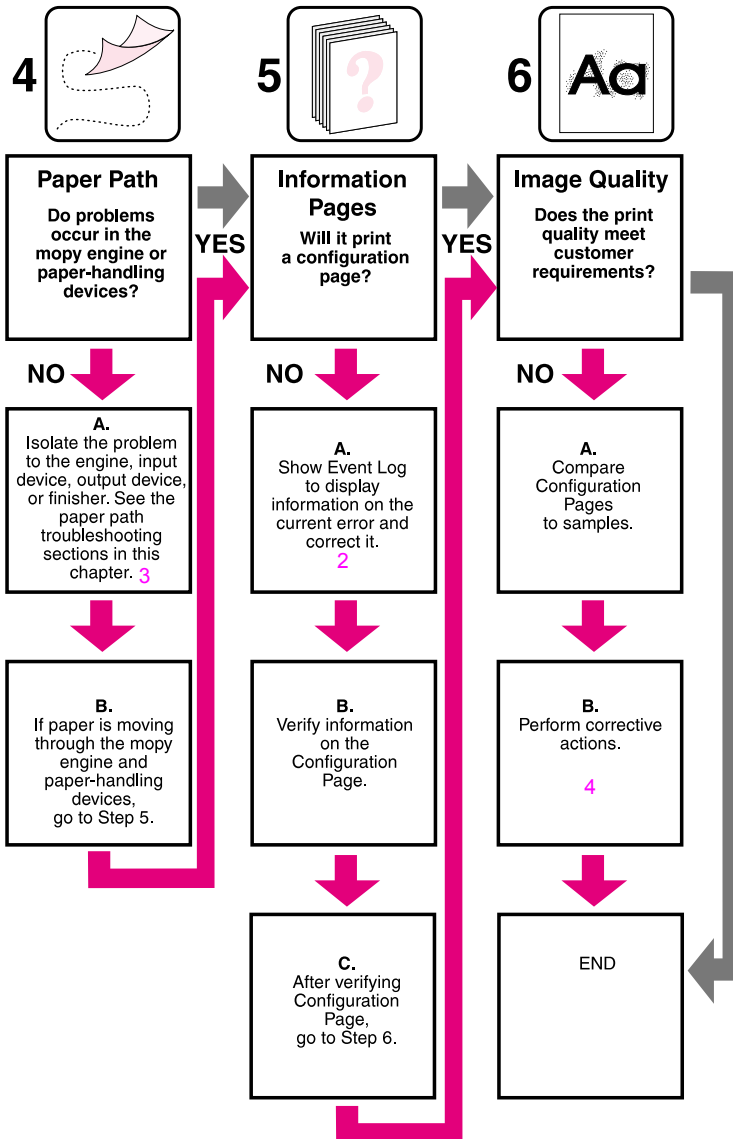 4
Paper Path
Do problems
occur in the
mopy engine or
paper-handling
devices?
YES
NO
A.
Isolate the problem
to the engine, input
device, output device,
or finisher. See the
paper path
troubleshooting
sections in this
chapter. 3
B.
If paper is moving
through the mopy
engine and
paper-handling
devices,
go to Step 5.
5
?
Information
Pages
Will it print
a configuration
page?
YES
NO
A.
Show Event Log
to display
information on the
current error and
correct it.
2
B.
Verify information
on the
Configuration
Page.
C.
After verifying
Configuration
Page,
go to Step 6.
6
Aa
Image Quality
Does the print
quality meet
customer
requirements?
NO
A.
Compare
Configuration
Pages
to samples.
B.
Perform corrective
actions.
4
END